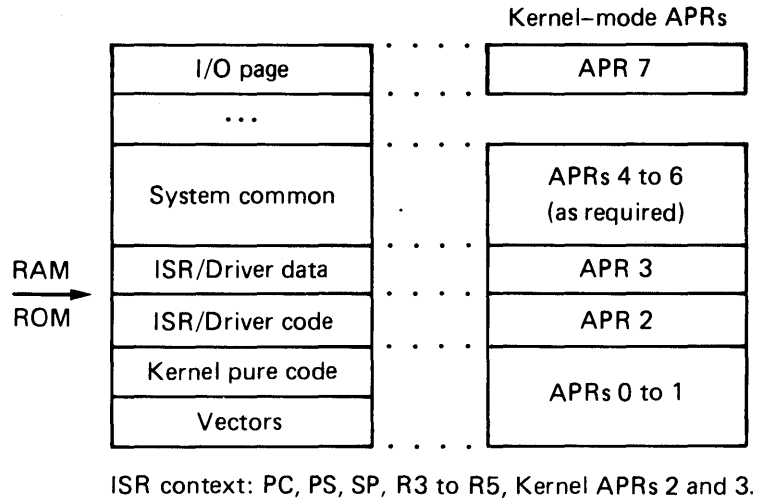 Kernel–mode APRs
I/O page
APR 7
...
System common
APRs 4 to 6
(as required)
RAM
ROM
ISR/Driver data
APR 3
ISR/Driver code
APR 2
Kernel pure code
APRs 0 to 1
Vectors
ISR context: PC, PS, SP, R3 to R5, Kernel APRs 2 and 3.